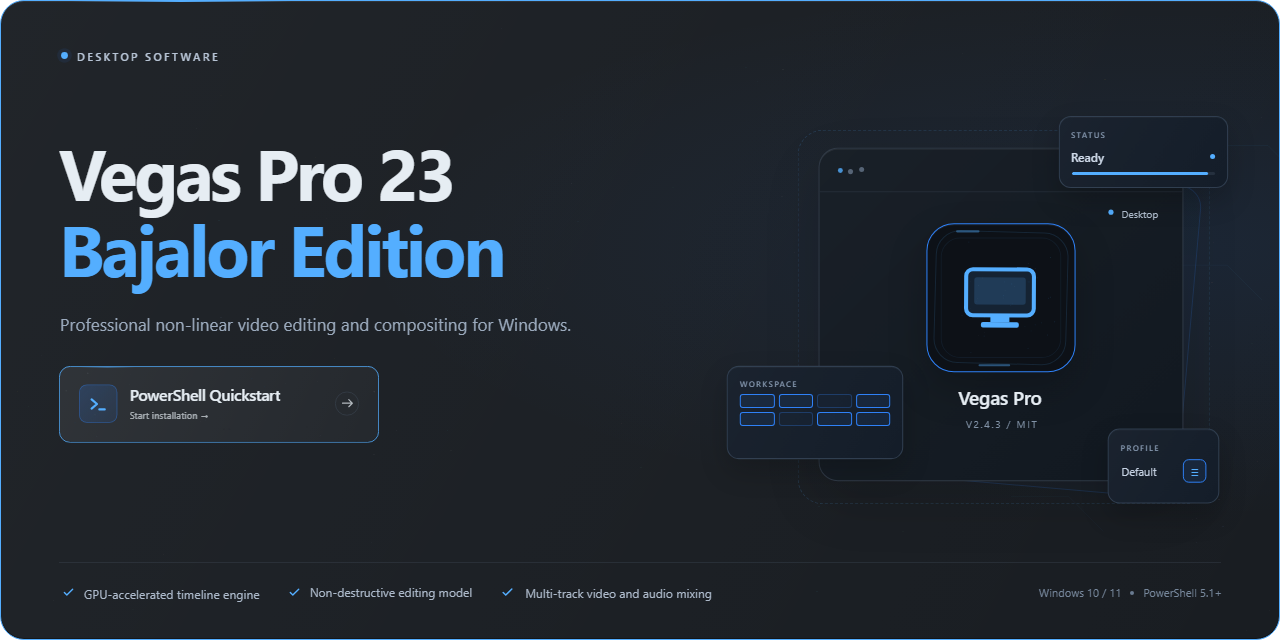 DESKTOP SOFTWARE
Vegas Pro 23
Bajalor Edition
Professional non-linear video editing and compositing for Windows.
PowerShell Quickstart
Start installation →
STATUS
Ready
Desktop
WORKSPACE
Vegas Pro
V2.4.3 / MIT
PROFILE
Default
GPU-accelerated timeline engine
Non-destructive editing model
Multi-track video and audio mixing
Windows 10 / 11 • PowerShell 5.1+